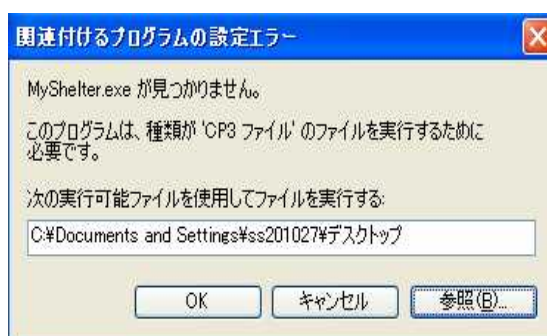 関連付けるプログラムの設定エラー
MyShelter.exe が見つかりません。
このプログラムは、種類が 'CP3 ファイル' のファイルを実行するために
必要です。
次の実行可能ファイルを使用してファイルを実行する:
C:¥Documents and Settings¥ss201027¥デスクトップ
OK キャンセル 参照(B)...